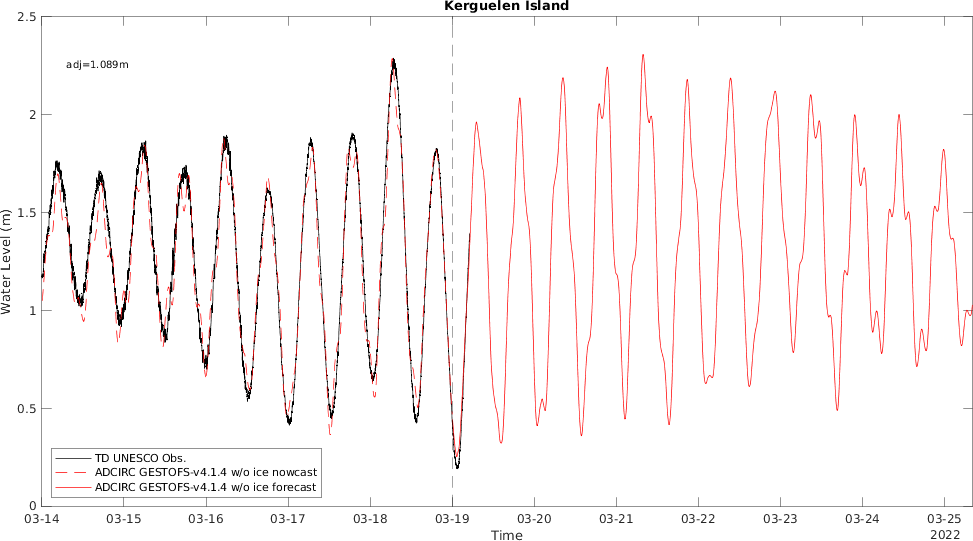 Kerguelen Island
2.5
2
1.5
1
0.5
0
Water Level (m)
adj=1.089m
TD UNESCO Obs.
ADCIRC GESTOFS-v4.1.4 w/o ice nowcast
ADCIRC GESTOFS-v4.1.4 w/o ice forecast
03-14 03-15 03-16 03-17 03-18 03-19 03-20 03-21 03-22 03-23 03-24 03-25
2022
Time